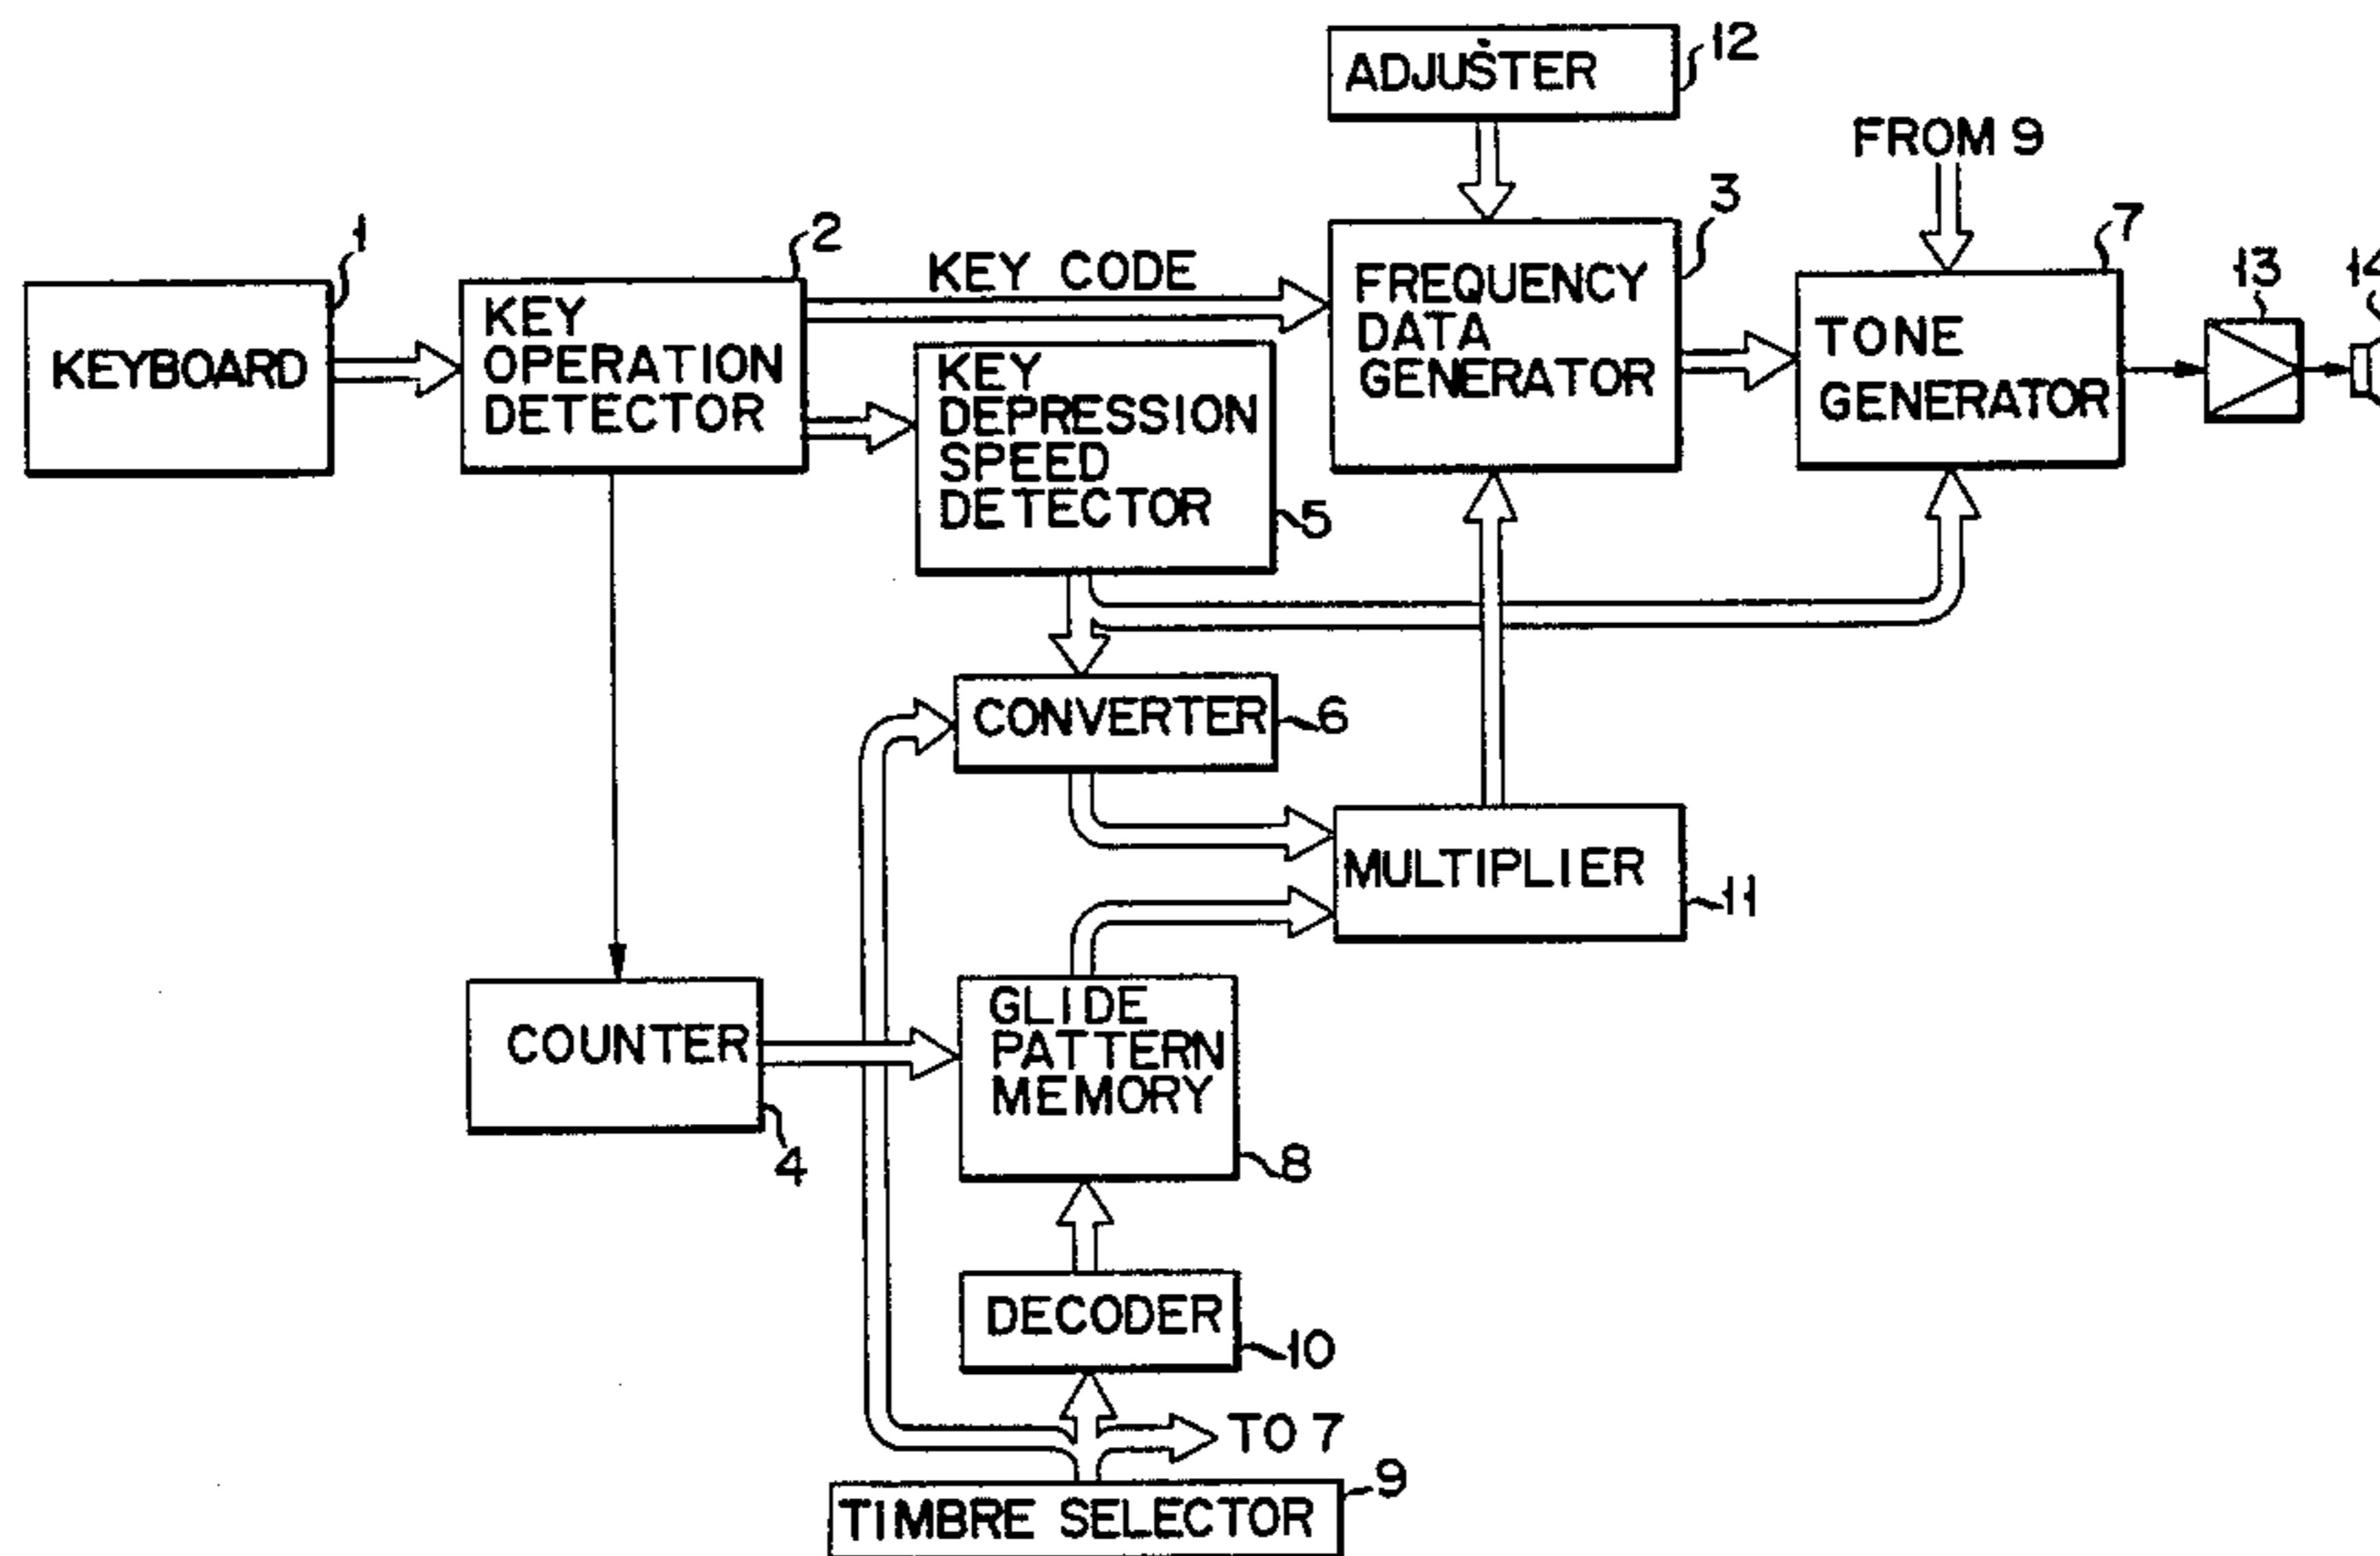 ADJUSTER
12
FROM 9
1
2
KEY CODE
3
7
13
14
KEYBOARD
KEY
OPERATION
DETECTOR
KEY
DEPRESSION
SPEED
DETECTOR
5
FREQUENCY
DATA
GENERATOR
TONE
GENERATOR
CONVERTER
6
MULTIPLIER
11
COUNTER
4
GLIDE
PATTERN
MEMORY
8
DECODER
10
TO 7
TIMBRE SELECTOR
9